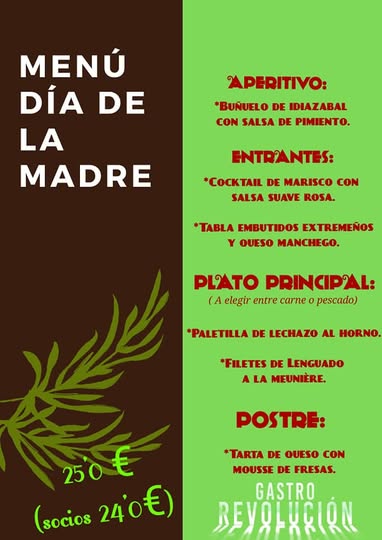 MENÚ
DÍA DE
LA
MADRE
25'0 €
(socios 24'0€)
APERITIVO:
*BUÑUELO DE IDIAZABAL
CON SALSA DE PIMIENTO.
ENTRANTES:
*COCKTAIL DE MARISCO CON
SALSA SUAVE ROSA.
*TABLA EMBUTIDOS EXTREMEÑOS
Y QUESO MANCHEGO.
PLATO PRINCIPAL:
( A elegir entre carne o pescado)
*PALETILLA DE LECHAZO AL HORNO.
*FILETES DE LENGUADO
A LA MEUNIÈRE.
POSTRE:
*TARTA DE QUESO CON
MOUSSE DE FRESAS.
GASTRO
REVOLUCIÓN